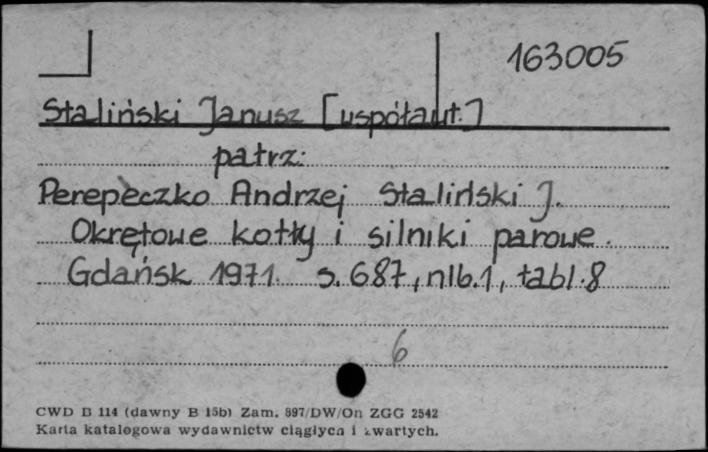 163005
Staliński Janusz [współaut.]
patrz:
Perepeczko Andrzej Staliński J.
Okrętowe kotły i silniki parowe.
Gdańsk 1971. s. 687, nlb. 1, tabl. 8
6
CWD B 114 (dawny B 15b) Zam. 897/DW/On ZGG 2542
Karta katalogowa wydawnictw ciągłych i zwartych.